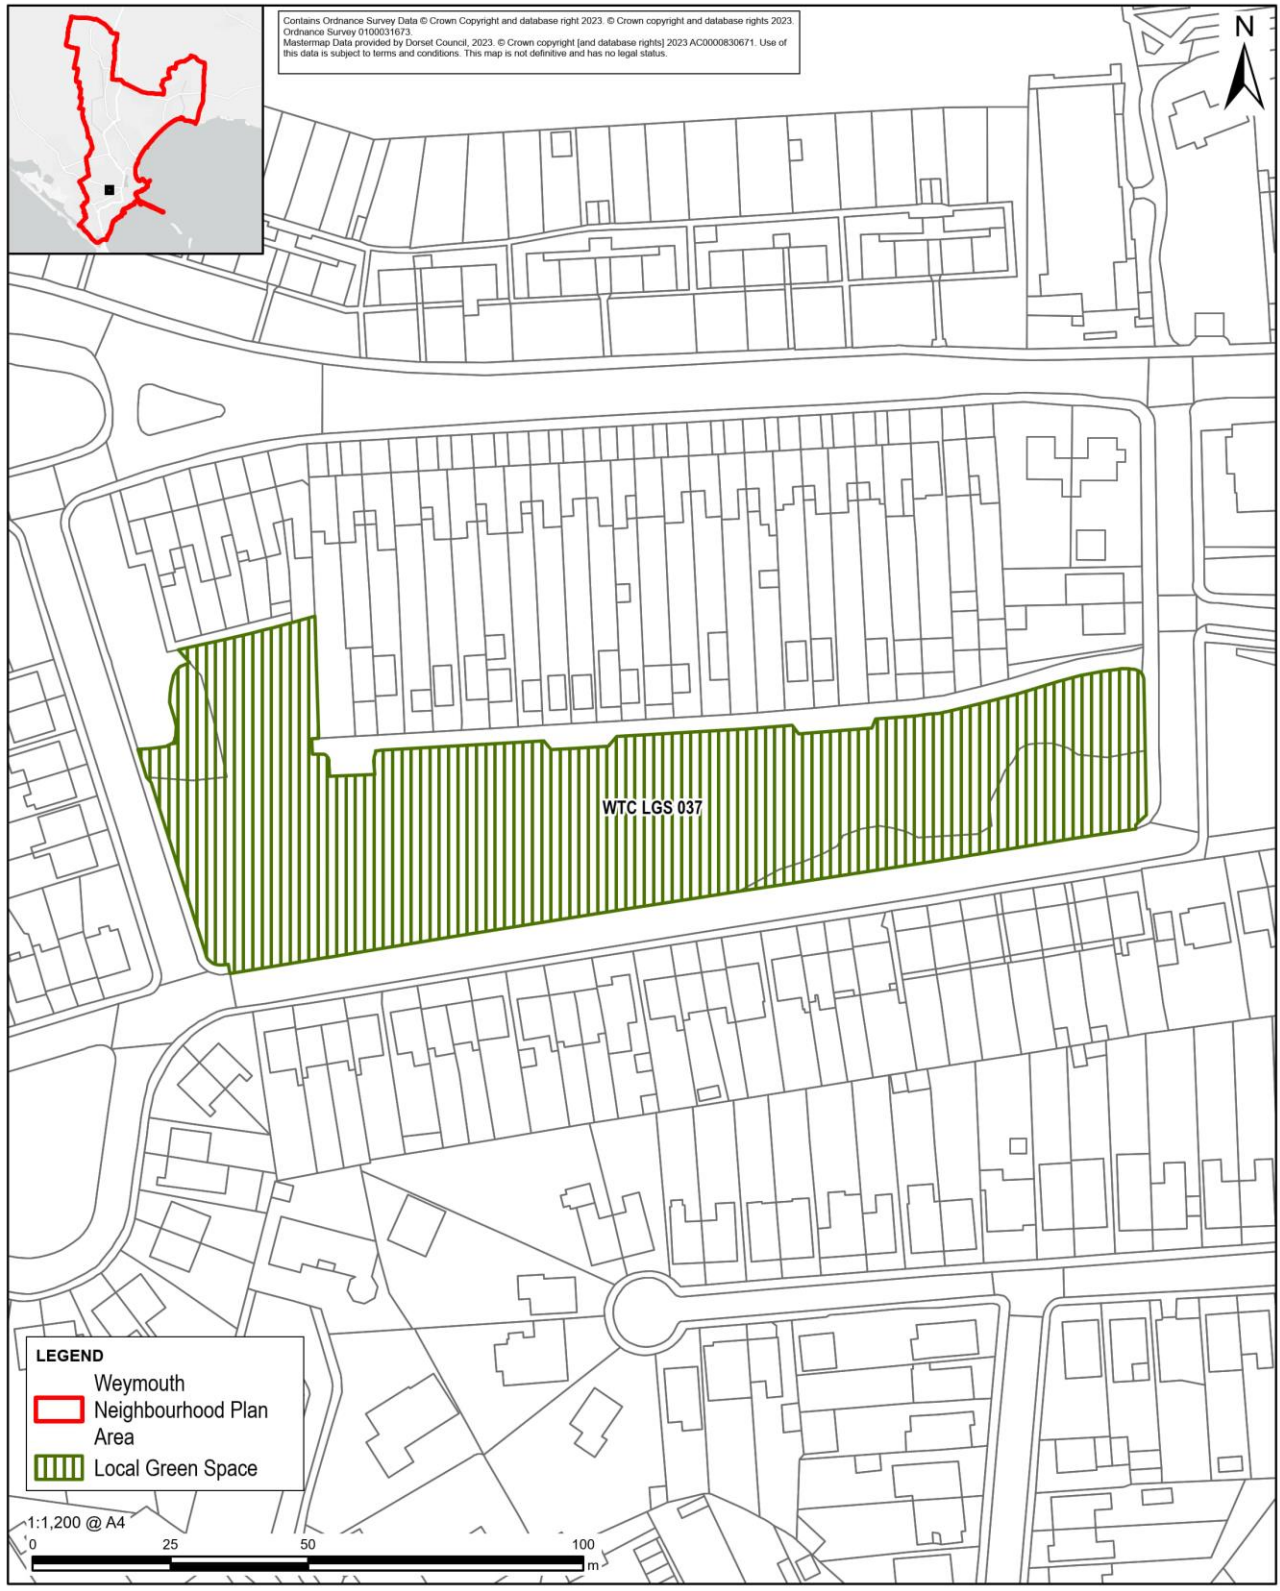 Contains Ordnance Survey Data © Crown Copyright and database right 2023. © Crown copyright and database rights 2023.
Ordnance Survey 0100031673.
Mastermap Data provided by Dorset Council, 2023. © Crown copyright [and database rights] 2023 AC0000830671. Use of
this data is subject to terms and conditions. This map is not definitive and has no legal status.
N
WTC LGS 037
LEGEND
Weymouth
Neighbourhood Plan
Area
Local Green Space
1:1,200 @ A4
0 25 50 100
m